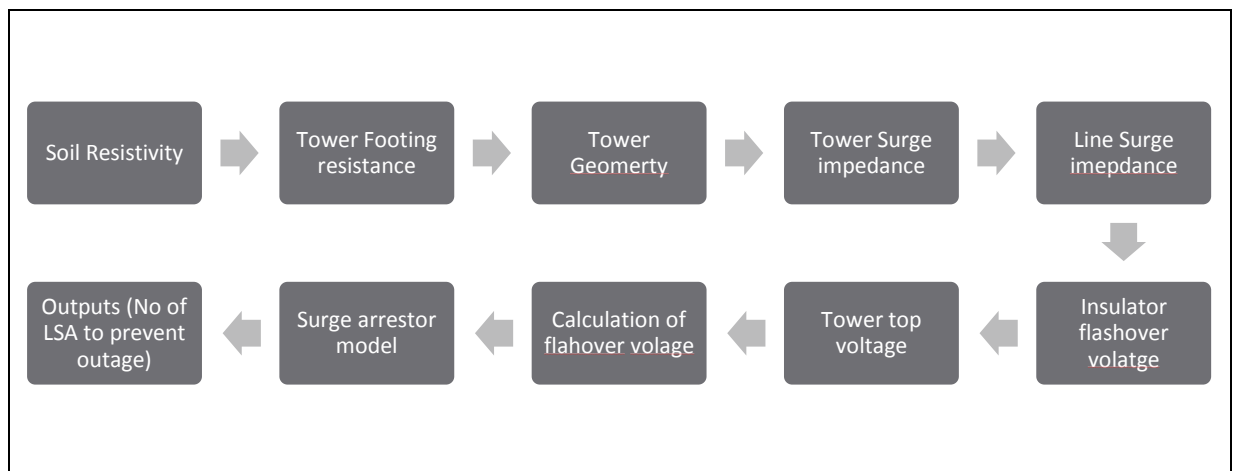 Soil Resistivity
Tower Footing
resistance
Tower
Geomerty
Tower Surge
impedance
Line Surge
imepdance
Insulator
flashover
volatge
Tower top
voltage
Calculation of
flahover volage
Surge arrestor
model
Outputs (No of
LSA to prevent
outage)